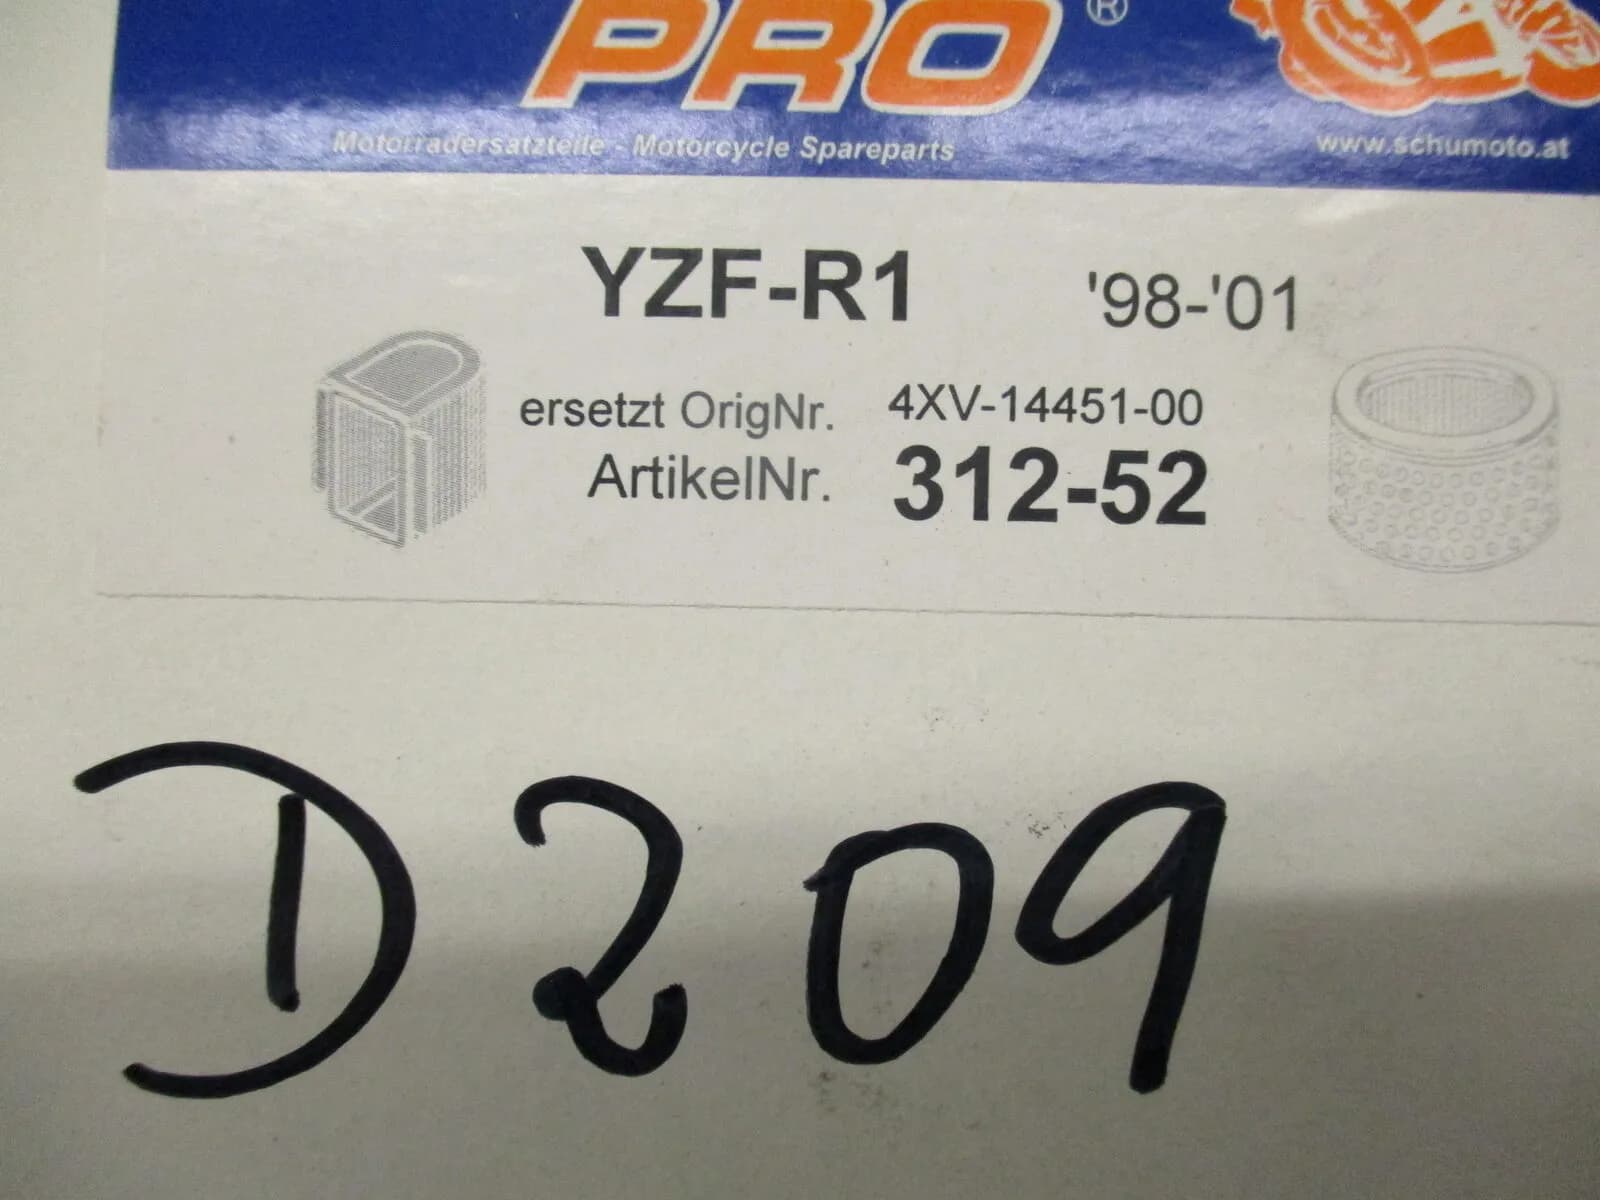 PRO®
Motorradersatzteile - Motorcycle Spareparts www.schumoto.at
YZF-R1 '98-'01
ersetzt OrigNr. 4XV-14451-00
ArtikelNr. 312-52
D209